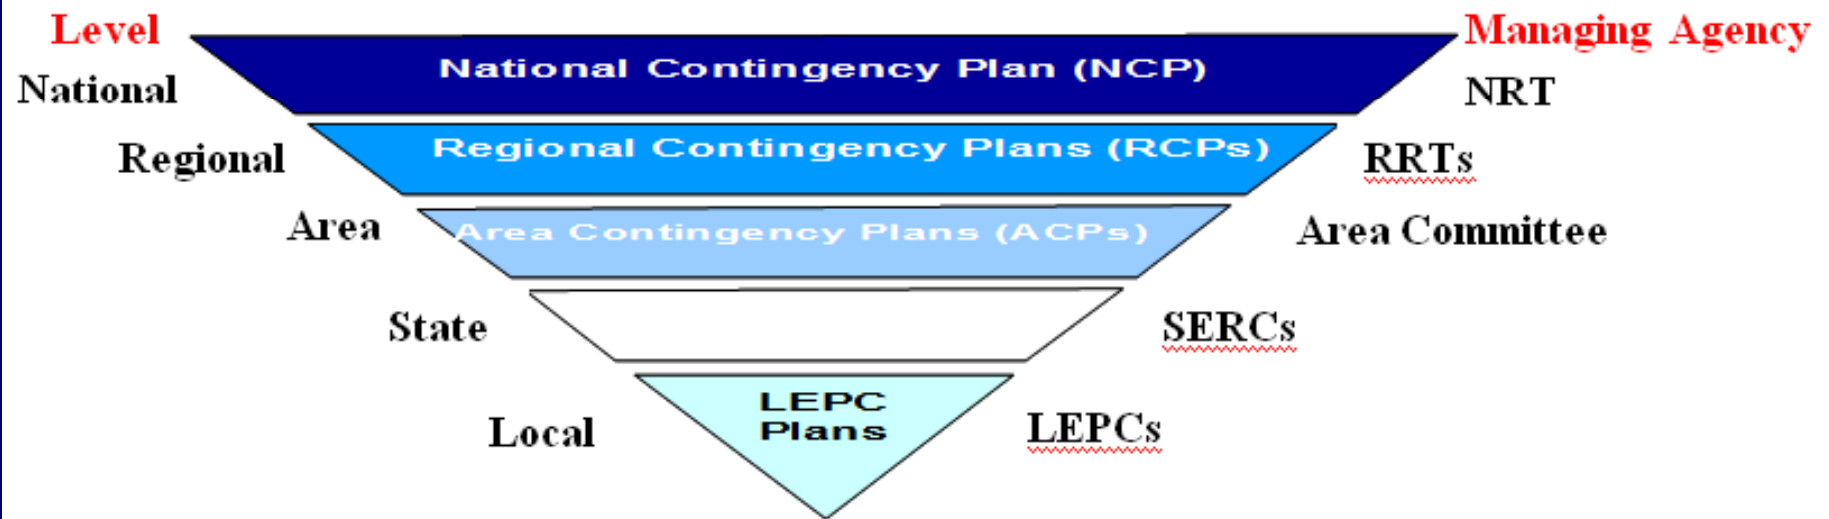 Level
Managing Agency
National
National Contingency Plan (NCP)
NRT
Regional
Regional Contingency Plans (RCPs)
RRTs
Area
Area Contingency Plans (ACPs)
Area Committee
State
SERCs
Local
LEPC
Plans
LEPCs